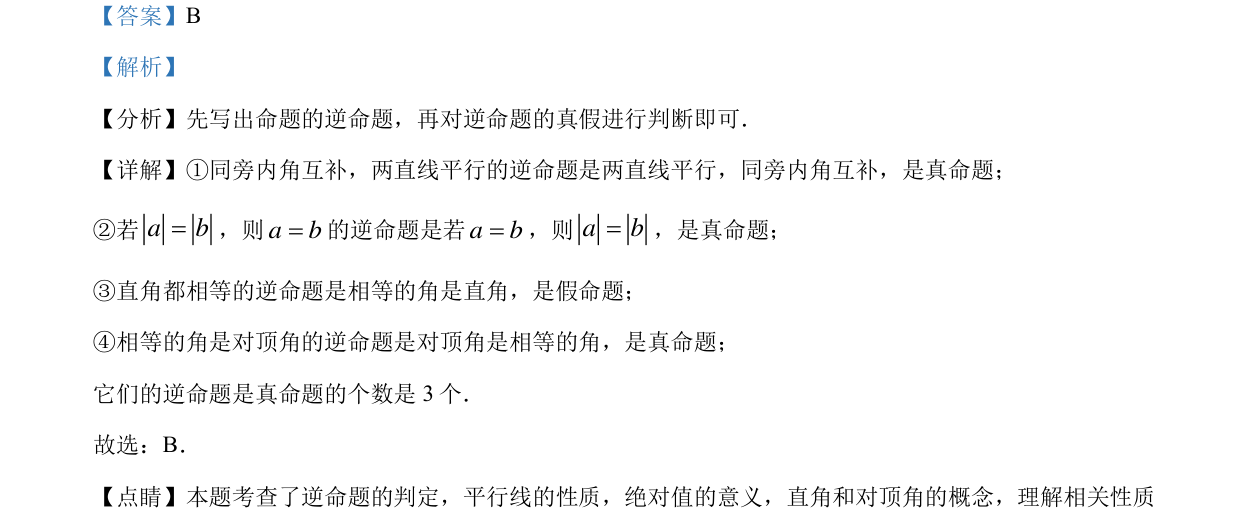 【答案】B
【解析】
【分析】先写出命题的逆命题，再对逆命题的真假进行判断即可．
【详解】①同旁内角互补，两直线平行的逆命题是两直线平行，同旁内角互补，是真命题；
②若|a|=|b|，则a=b的逆命题是若a=b，则|a|=|b|，是真命题；
③直角都相等的逆命题是相等的角是直角，是假命题；
④相等的角是对顶角的逆命题是对顶角是相等的角，是真命题；
它们的逆命题是真命题的个数是 3 个．
故选：B．
【点睛】本题考查了逆命题的判定，平行线的性质，绝对值的意义，直角和对顶角的概念，理解相关性质